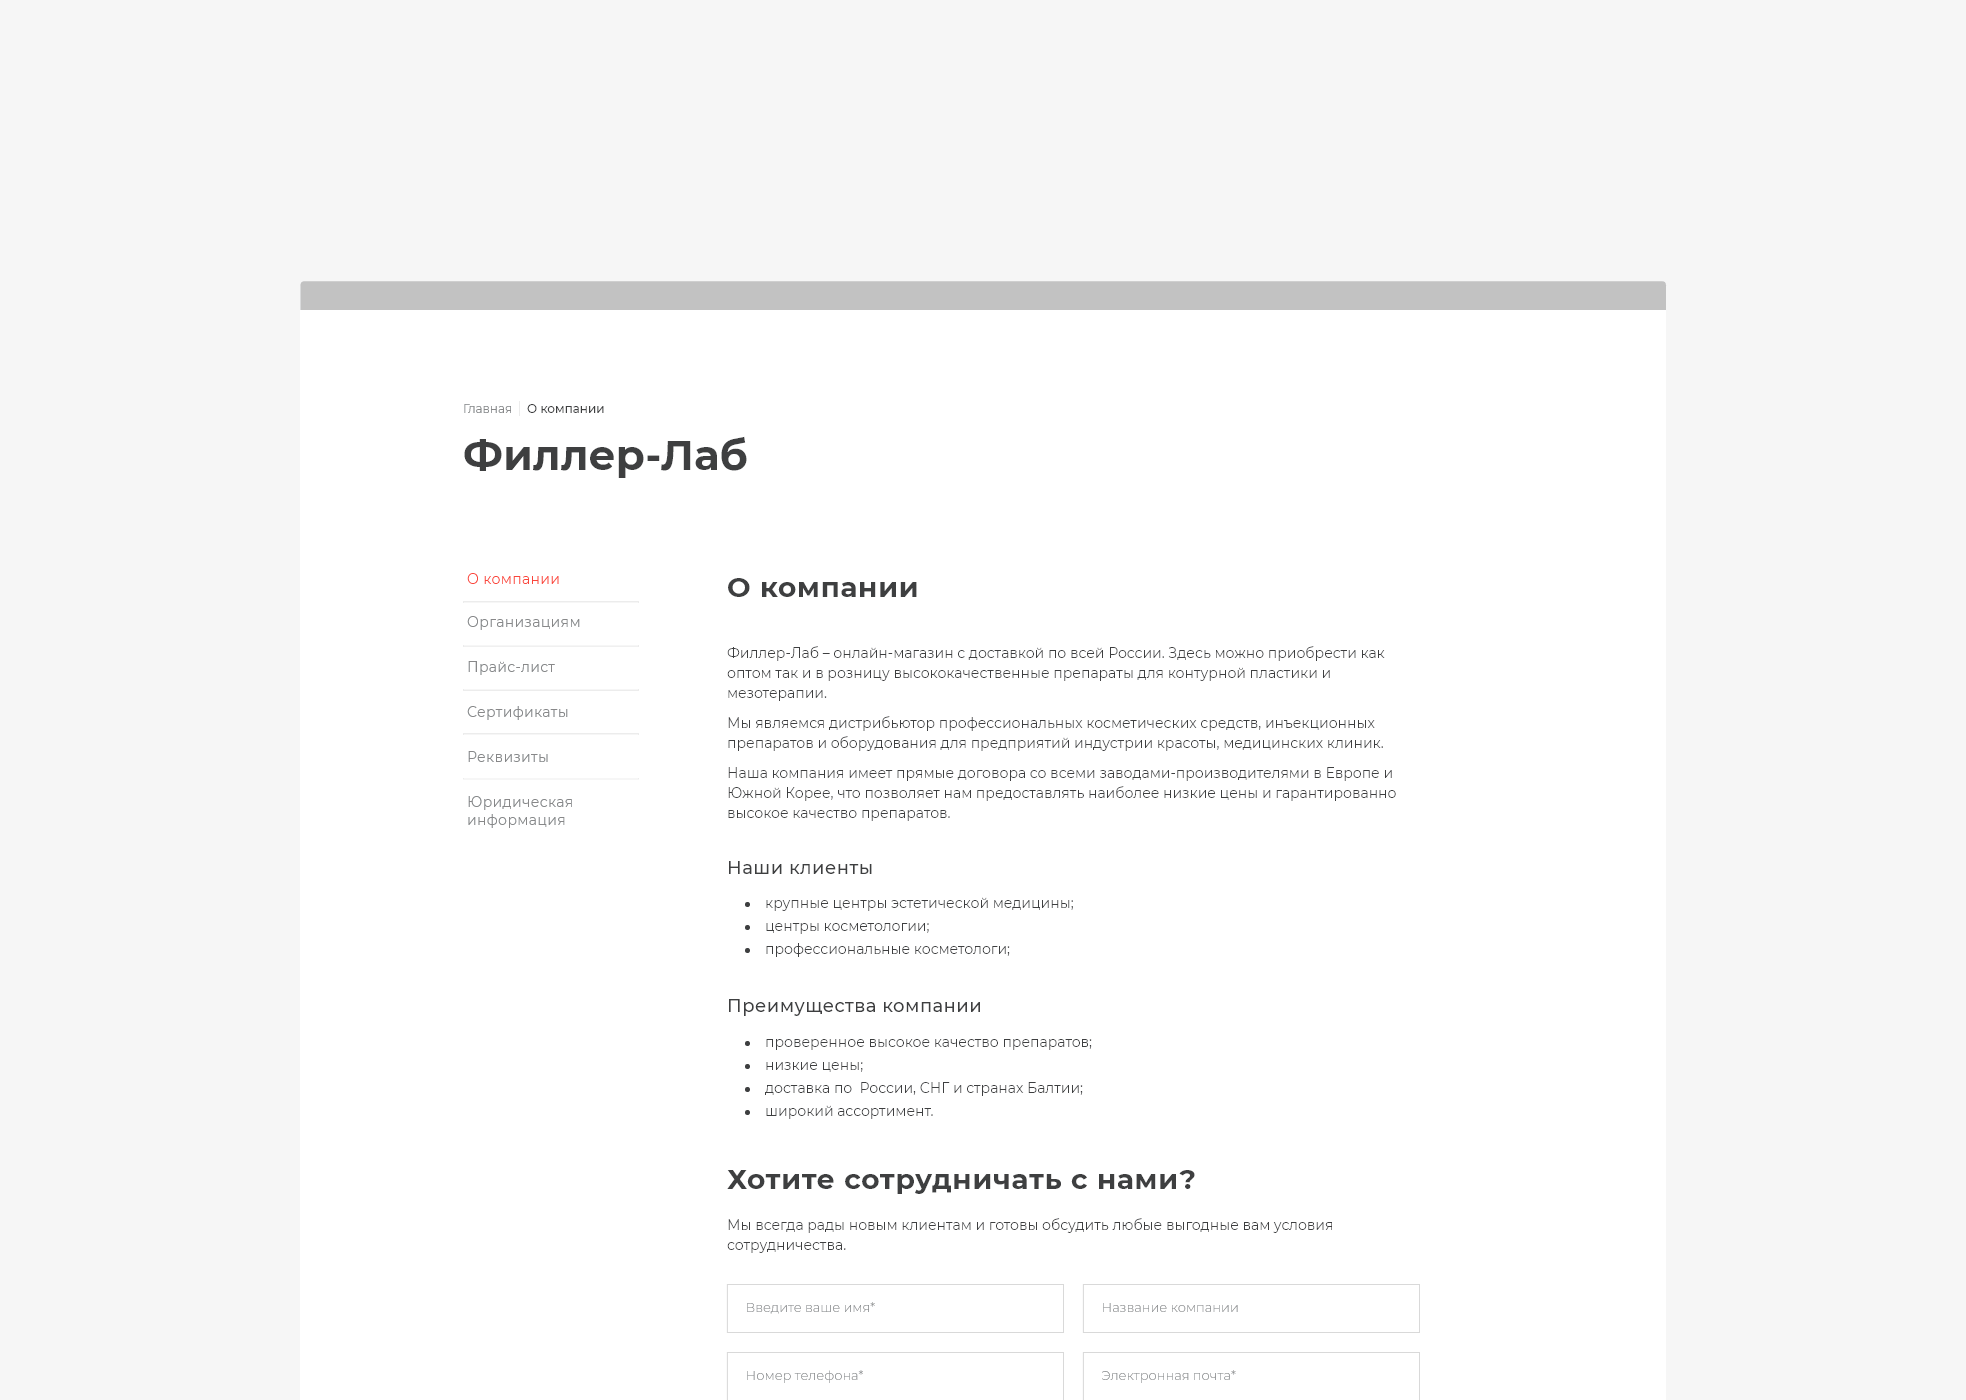 Главная О компании
Филлер-Лаб
О компании
Организациям
Прайс-лист
Сертификаты
Реквизиты
Юридическая
информация
О компании
Филлер-Лаб – онлайн-магазин с доставкой по всей России. Здесь можно приобрести как
оптом так и в розницу высококачественные препараты для контурной пластики и
мезотерапии.
Мы являемся дистрибьютор профессиональных косметических средств, инъекционных
препаратов и оборудования для предприятий индустрии красоты, медицинских клиник.
Наша компания имеет прямые договора со всеми заводами-производителями в Европе и
Южной Корее, что позволяет нам предоставлять наиболее низкие цены и гарантированно
высокое качество препаратов.
Наши клиенты
крупные центры эстетической медицины;
центры косметологии;
профессиональные косметологи;
Преимущества компании
проверенное высокое качество препаратов;
низкие цены;
доставка по  России, СНГ и странах Балтии;
широкий ассортимент.
Хотите сотрудничать с нами?
Мы всегда рады новым клиентам и готовы обсудить любые выгодные вам условия
сотрудничества.
Введите ваше имя* Название компании
Номер телефона* Электронная почта*